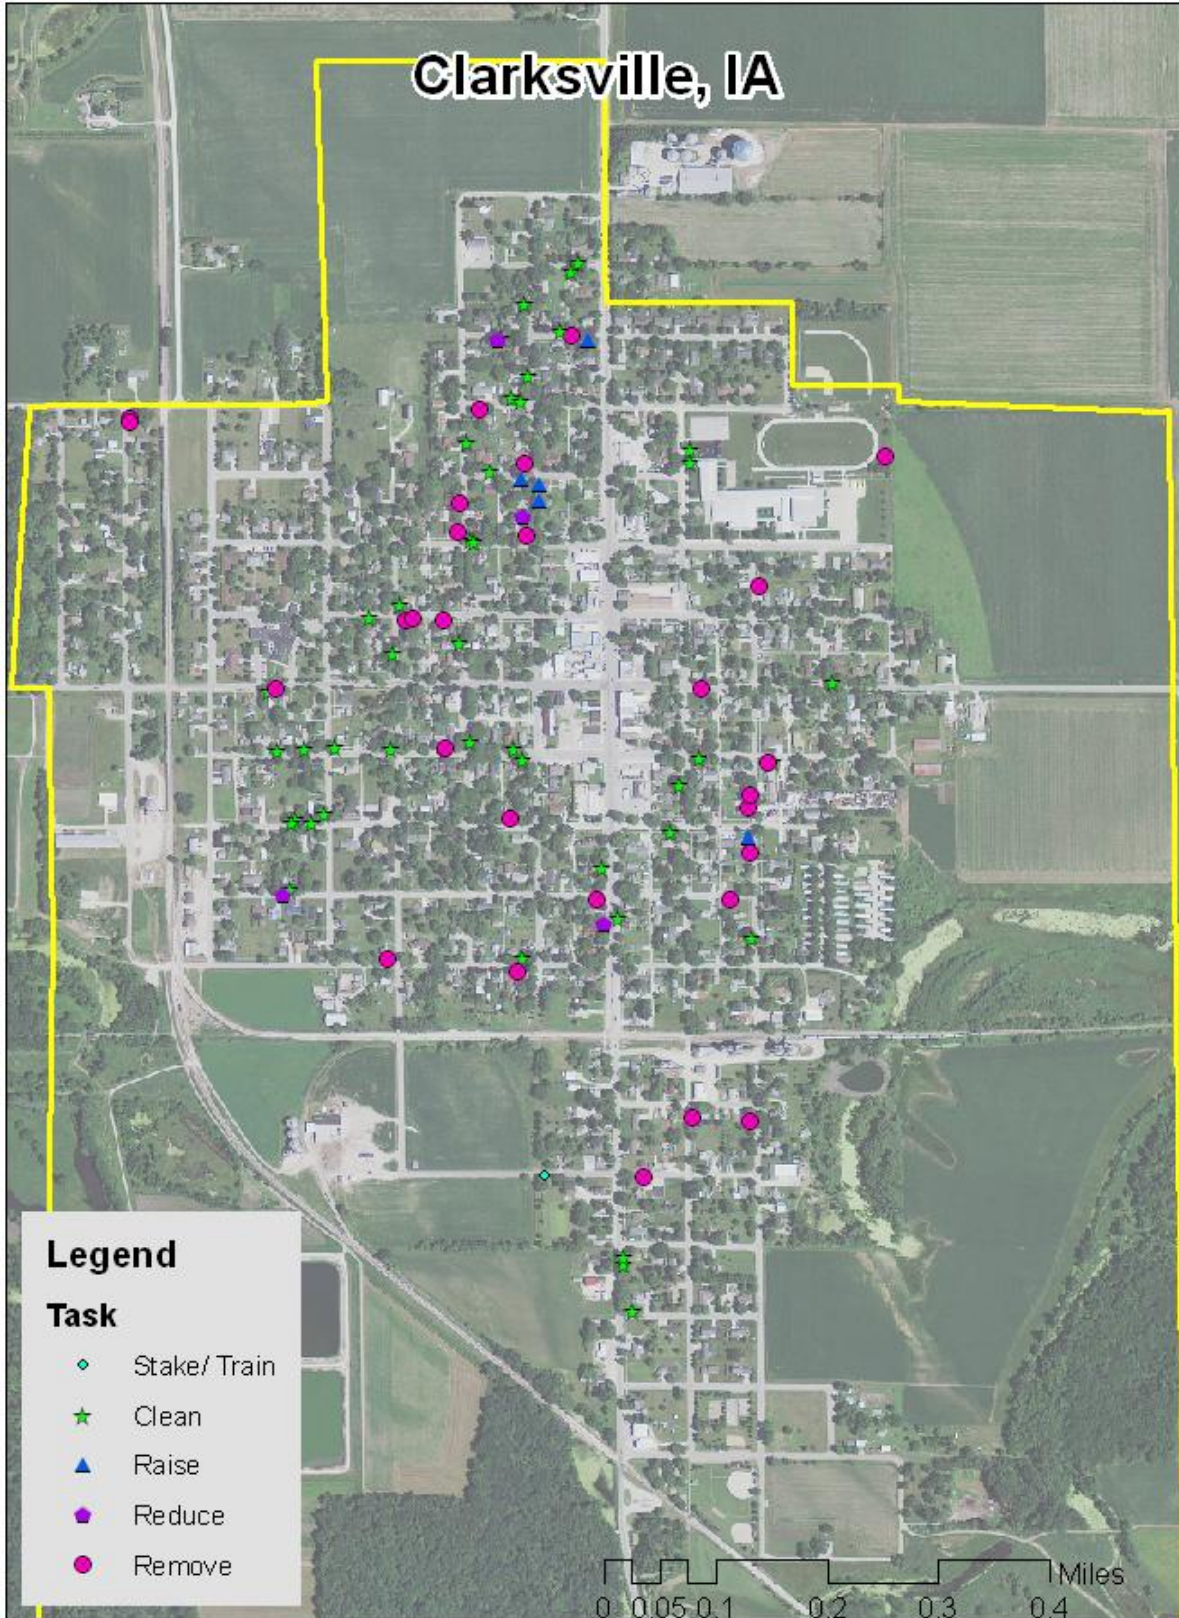 Clarksville, IA
Legend
Task
Stake/ Train
Clean
Raise
Reduce
Remove
Miles
0 0.05 0.1 0.2 0.3 0.4